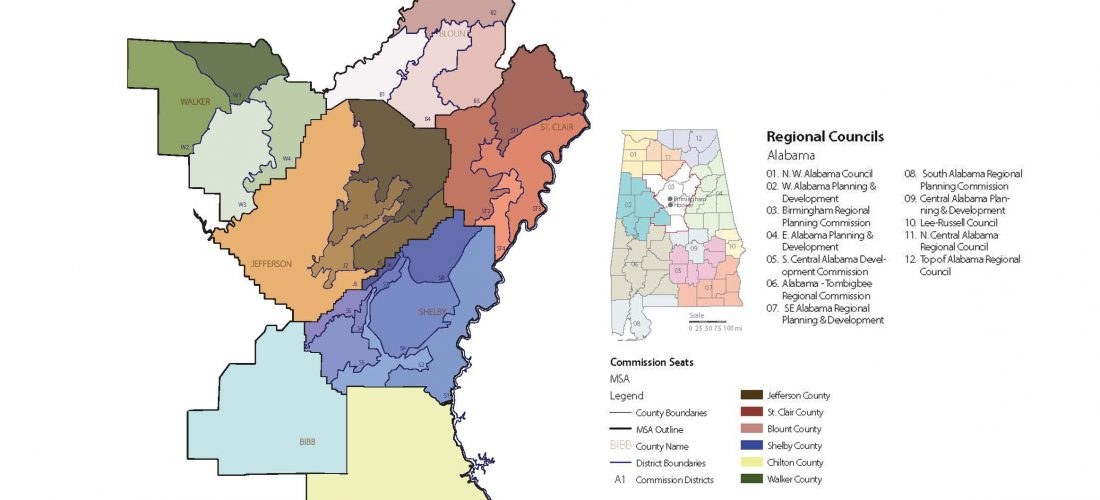 B2
BLOUNT
W1
WALKER
B1
B3
B4
ST1
ST. CLAIR
W2
W4
W3
J1
ST2
ST3
ST4
JEFFERSON
J2
SHELBY
S2
S1
BIBB
Regional Councils
Alabama
01. N. W. Alabama Council
02. W. Alabama Planning &
Development
03. Birmingham Regional
Planning Commission
04. E. Alabama Planning &
Development
05. S. Central Alabama Devel-
opment Commission
06. Alabama - Tombigbee
Regional Commission
07. SE Alabama Regional
Planning & Development
08. South Alabama Regional
Planning Commission
09. Central Alabama Plan-
ning & Development
10. Lee-Russell Council
11. N. Central Alabama
Regional Council
12. Top of Alabama Regional
Council
01
12
11
03
04
Birmingham
Hoover
02
09
10
06
05
07
08
Scale
0 25 50 75 100 mi
Commission Seats
MSA
Legend
County Boundaries
MSA Outline
BIBB County Name
District Boundaries
A1 Commission Districts
Jefferson County
St. Clair County
Blount County
Shelby County
Chilton County
Walker County